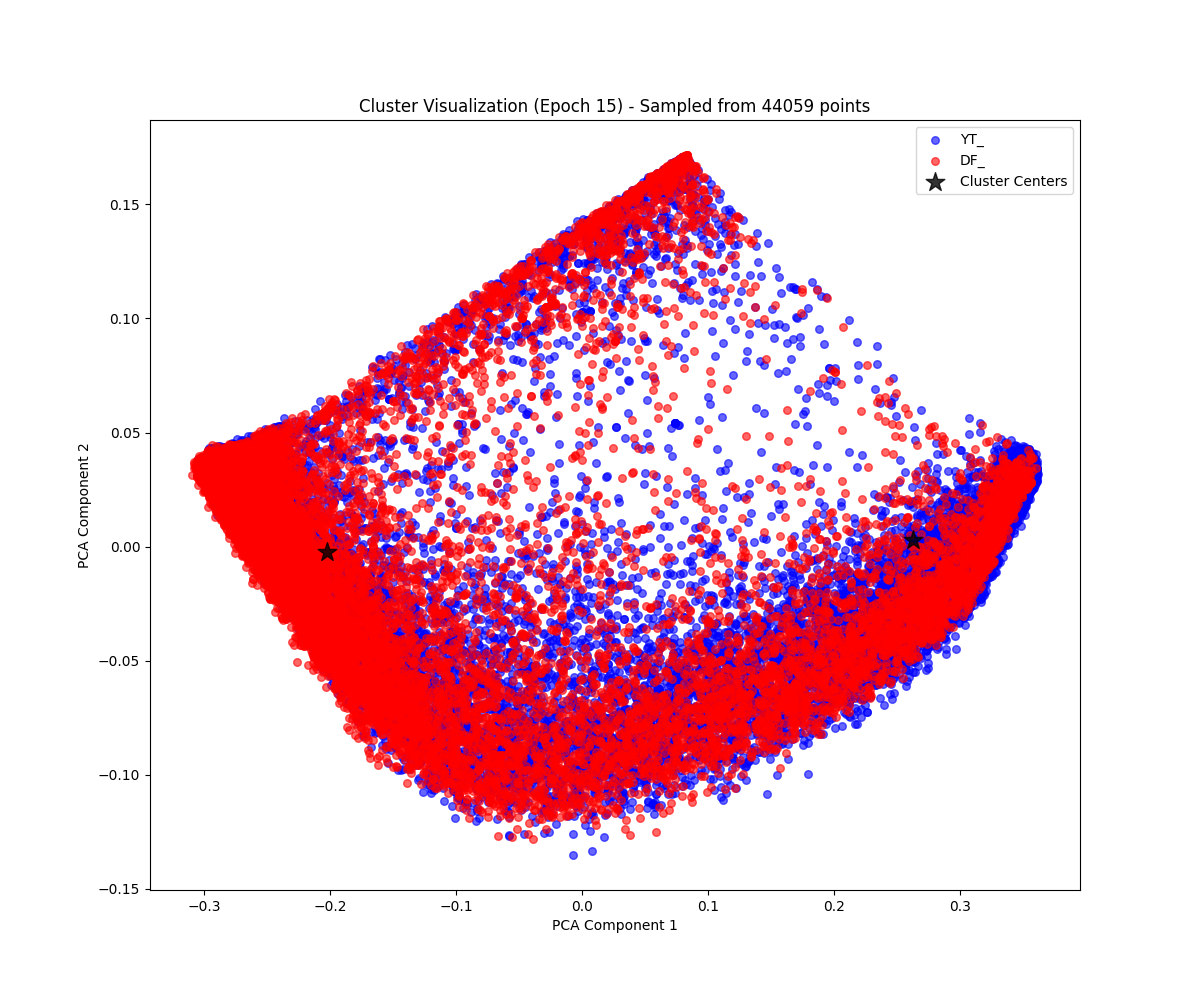 Cluster Visualization (Epoch 15) - Sampled from 44059 points
YT_
DF_
Cluster Centers
0.15
0.10
0.05
0.00
−0.05
−0.10
−0.15
PCA Component 2
−0.3
−0.2
−0.1
0.0
0.1
0.2
0.3
PCA Component 1